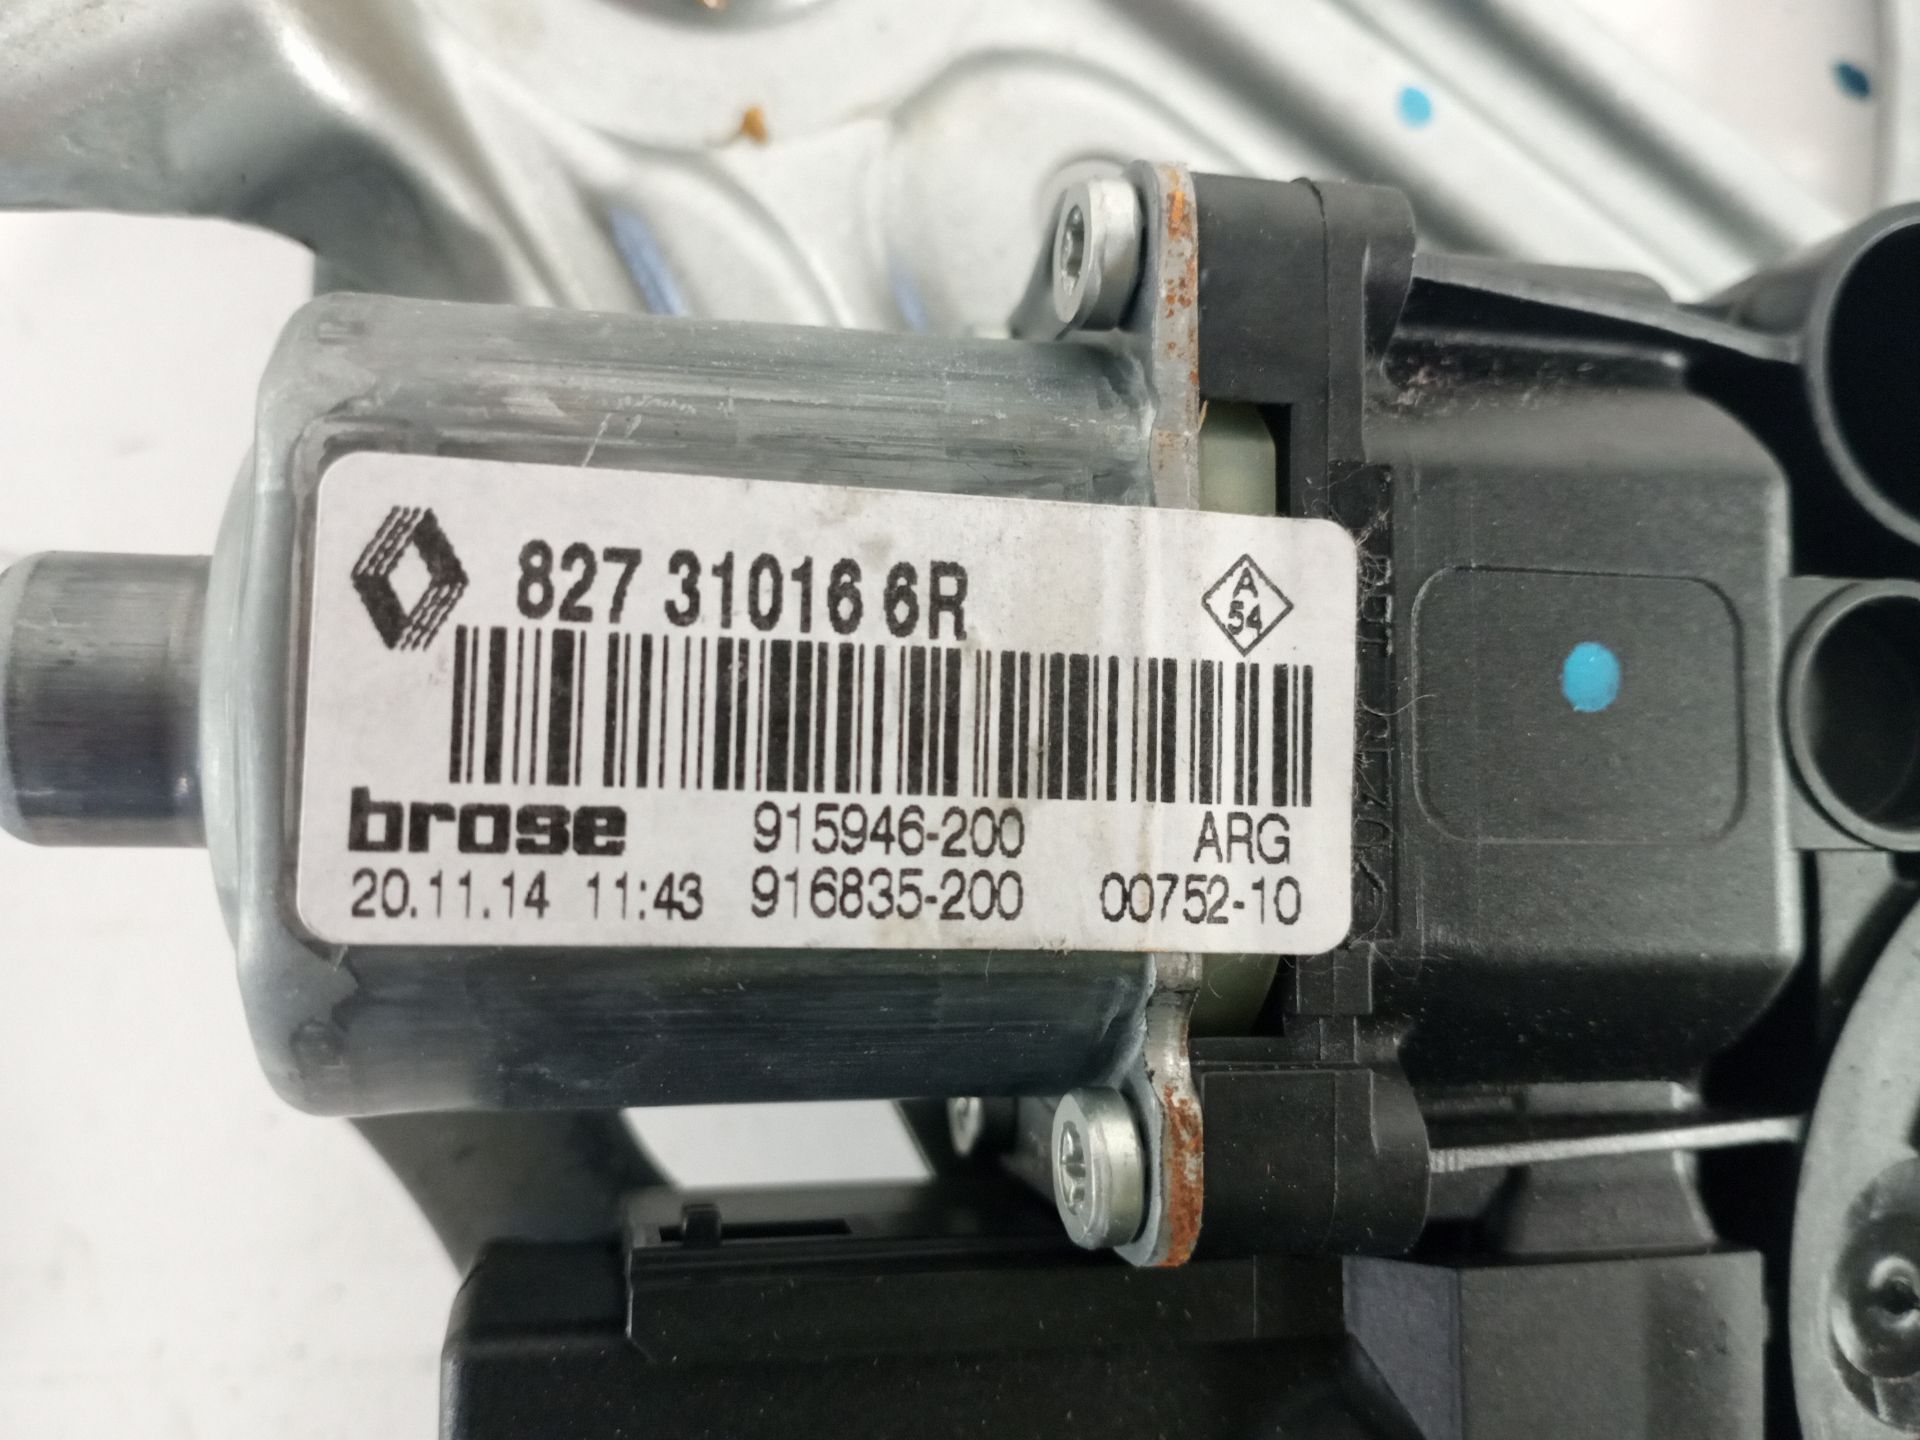 827 31016 6R
A
54
brose 915946-200 ARG
20.11.14 11:43 916835-200 00752-10